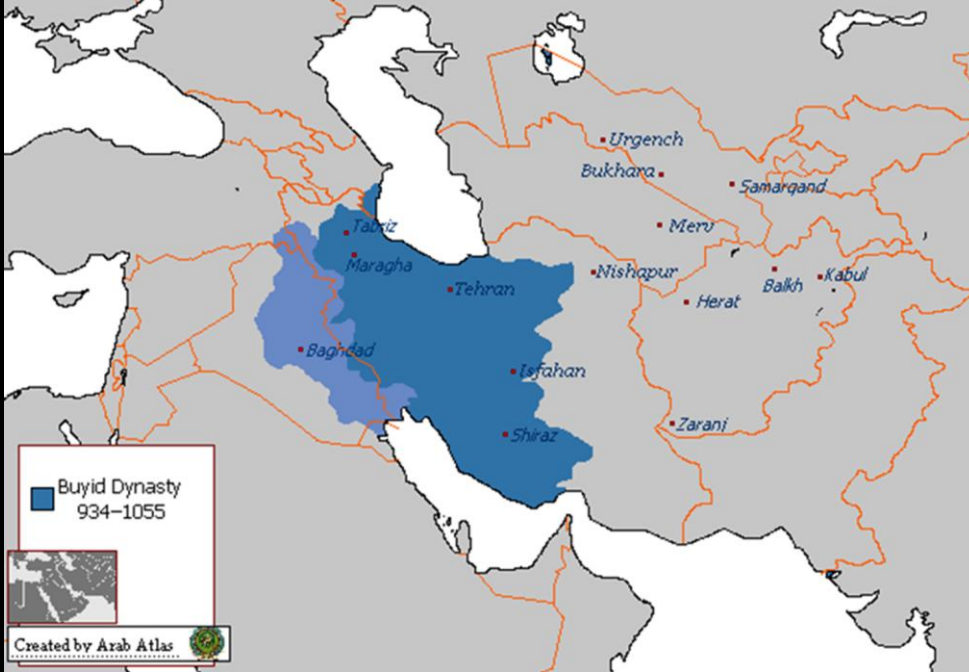 Urgench
Bukhara
Samarqand
Merv
Tabriz
Maragha
Nishapur
Tehran
Balkh
Kabul
Herat
Baghdad
Isfahan
Zaranj
Shiraz
Buyid Dynasty
934–1055
Created by Arab Atlas